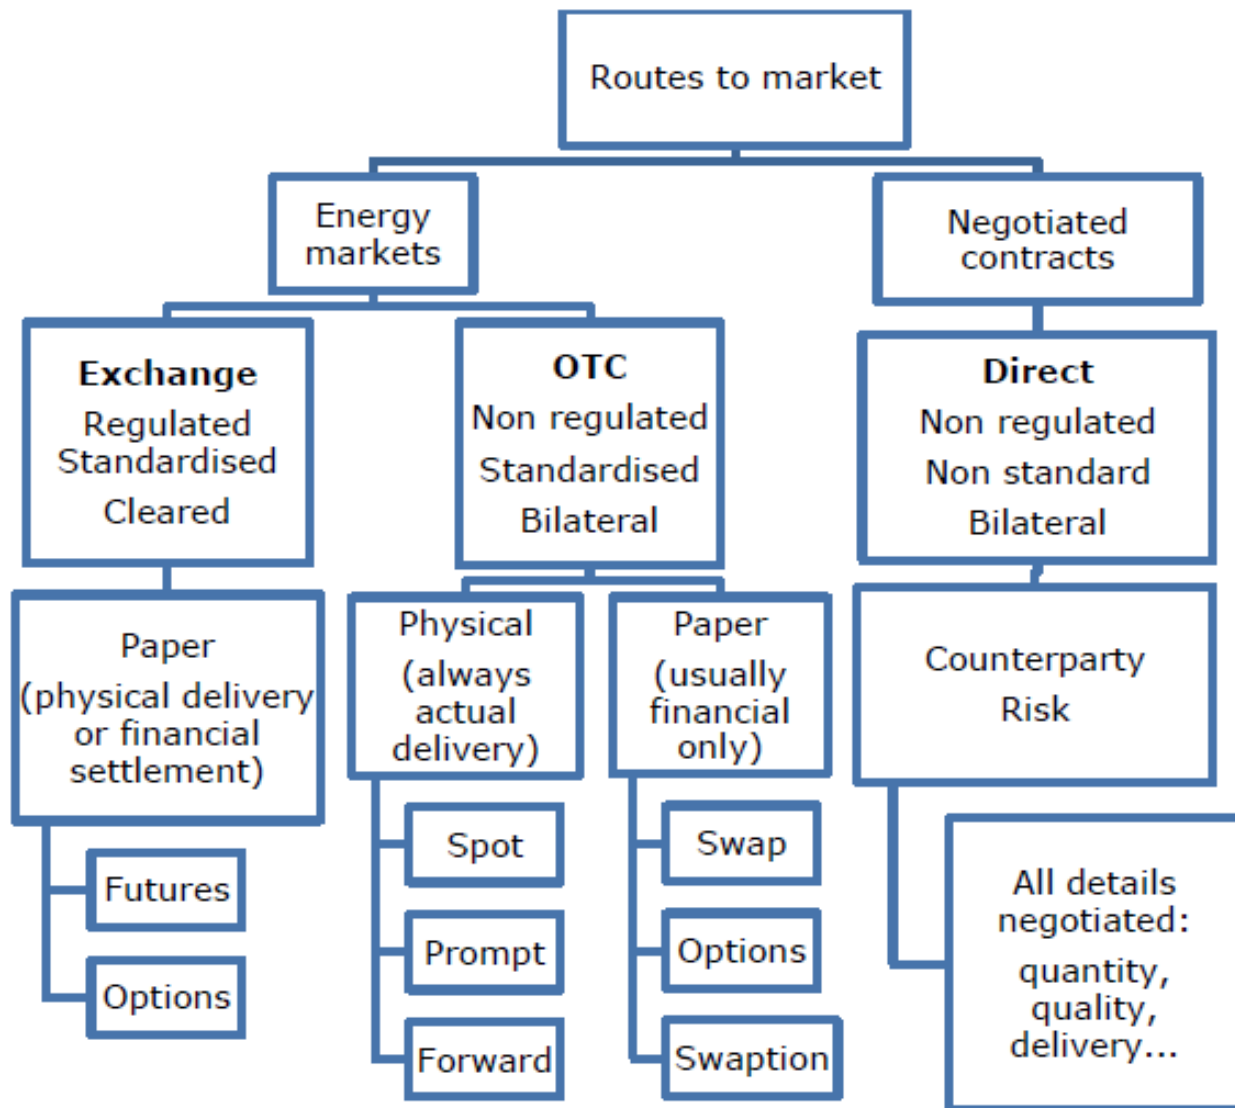 Routes to market
Energy
markets
Negotiated
contracts
Exchange
Regulated
Standardised
Cleared
OTC
Non regulated
Standardised
Bilateral
Direct
Non regulated
Non standard
Bilateral
Paper
(physical delivery
or financial
settlement)
Physical
(always
actual
delivery)
Paper
(usually
financial
only)
Counterparty
Risk
Futures
Options
Spot
Prompt
Forward
Swap
Options
Swaption
All details
negotiated:
quantity,
quality,
delivery...